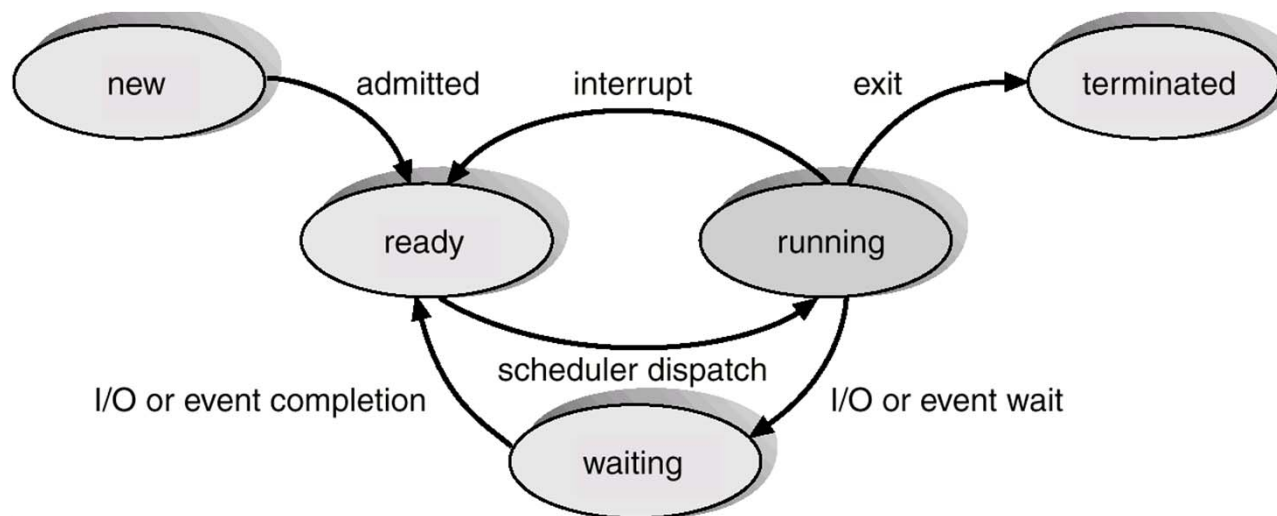 new
admitted
interrupt
exit
terminated
ready
running
scheduler dispatch
I/O or event completion
I/O or event wait
waiting